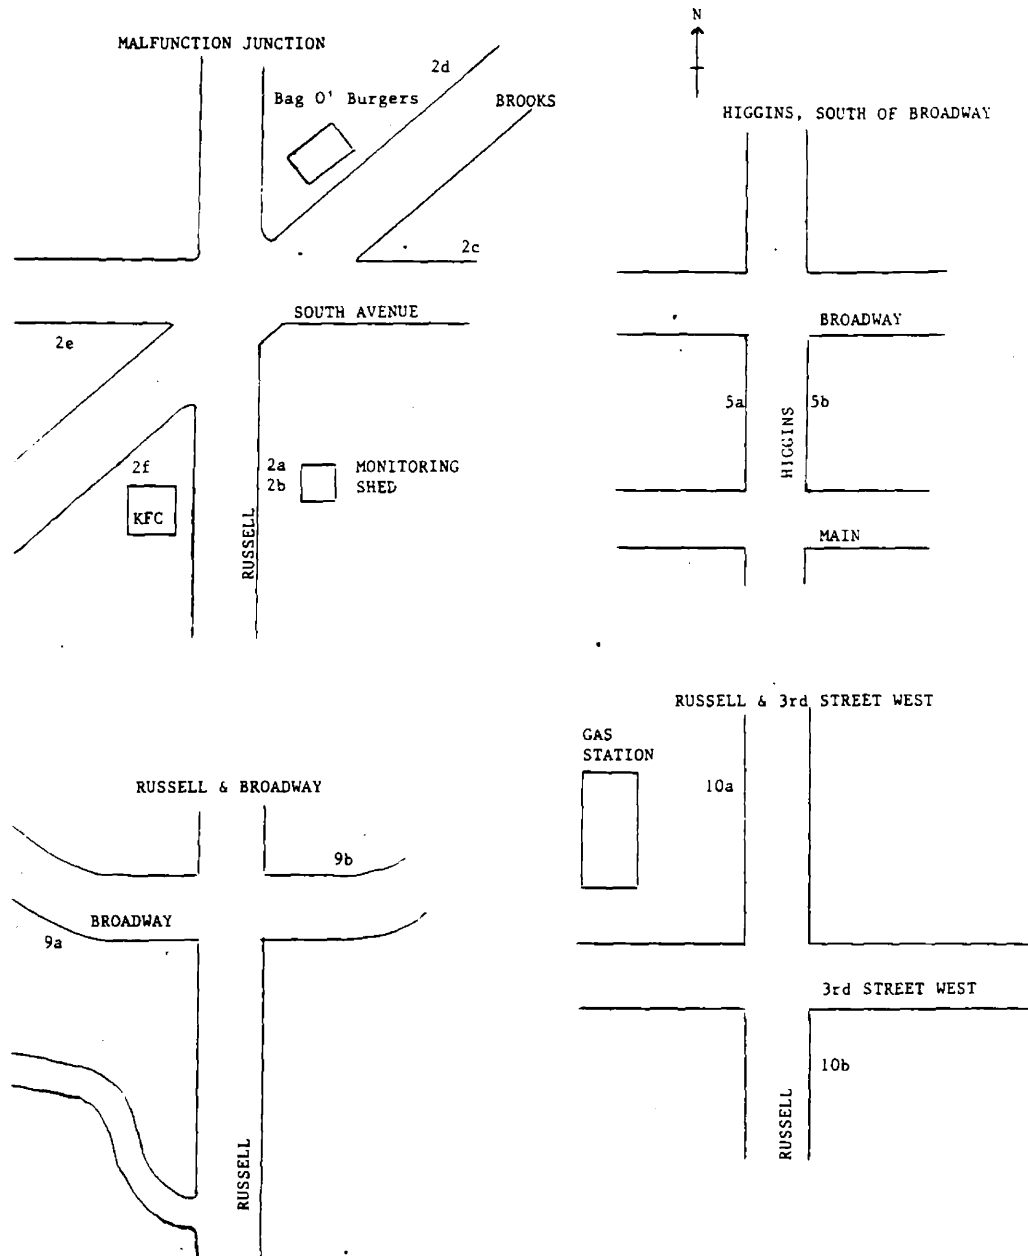 MALFUNCTION JUNCTION
2d
Bag O' Burgers
BROOKS
2c
SOUTH AVENUE
2e
2f
KFC
2a
2b
MONITORING
SHED
RUSSELL
N
HIGGINS, SOUTH OF BROADWAY
BROADWAY
5a
5b
HIGGINS
MAIN
RUSSELL & BROADWAY
9b
BROADWAY
9a
RUSSELL
RUSSELL & 3rd STREET WEST
GAS
STATION
10a
3rd STREET WEST
10b
RUSSELL